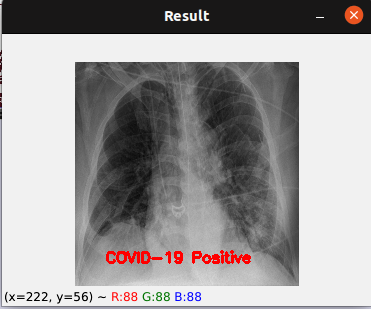 Result
COVID-19 Positive
(x=222, y=56) ~ R:88 G:88 B:88